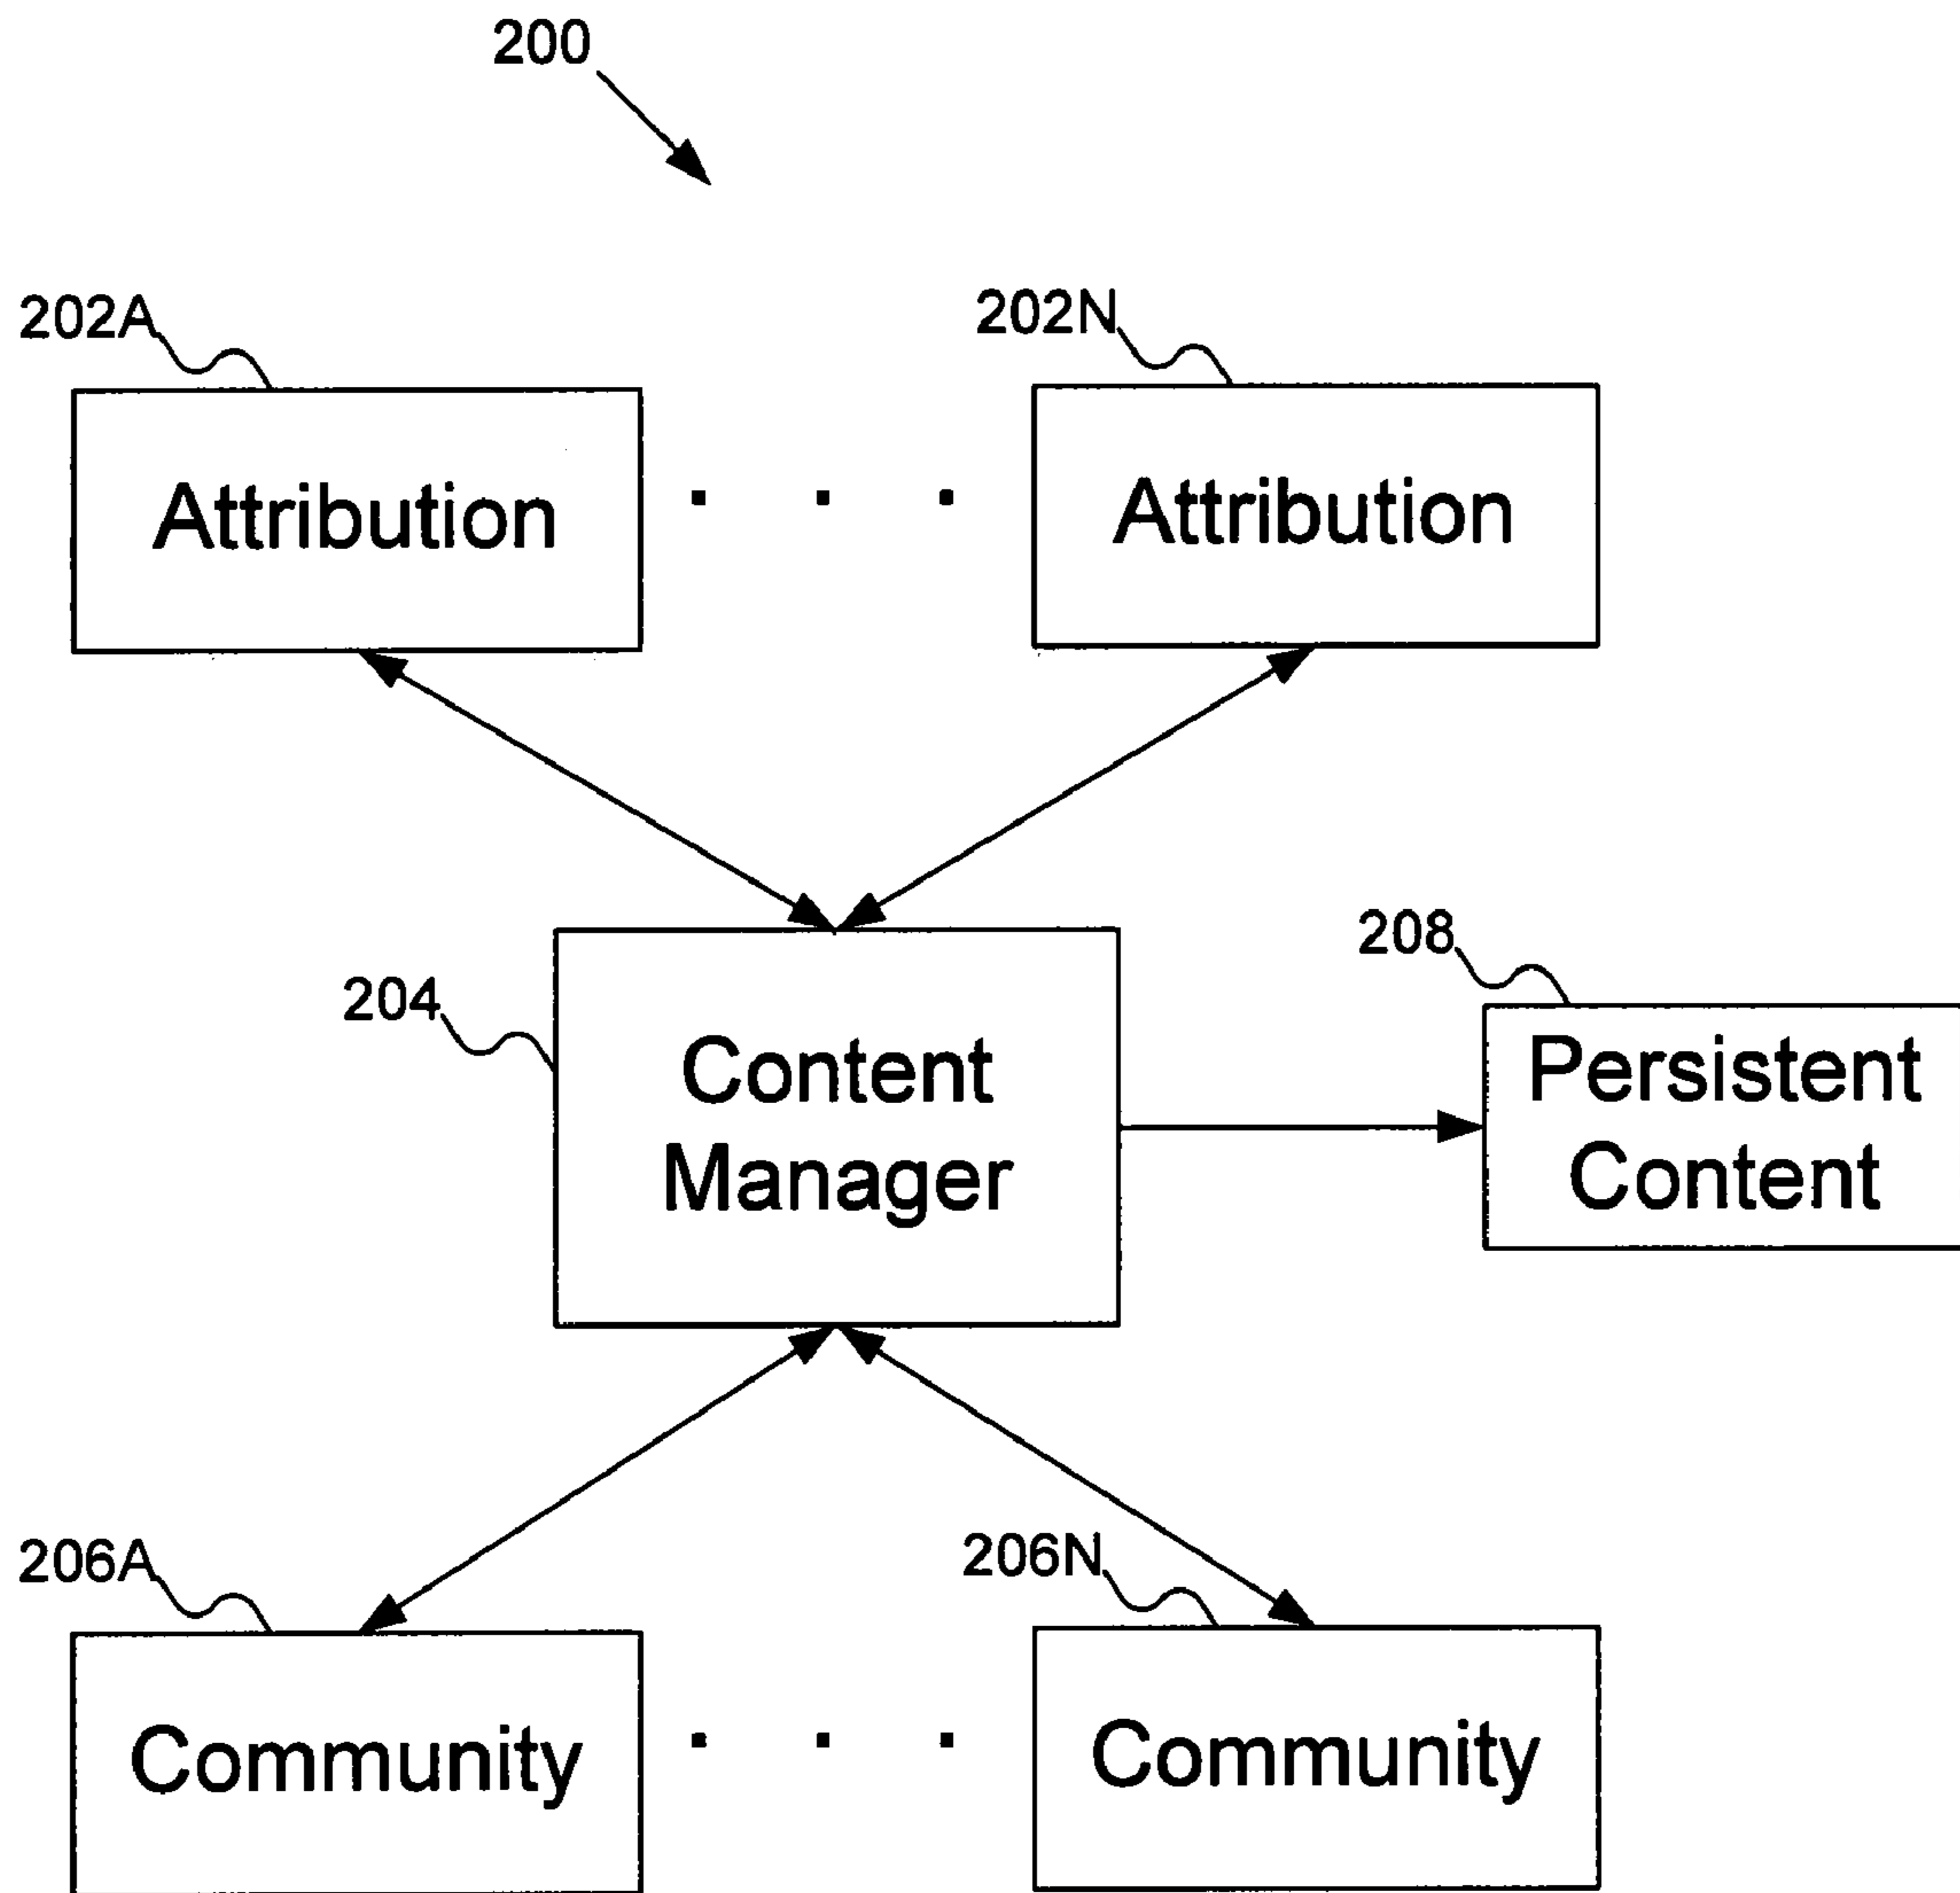 200
202A
202N
Attribution
Attribution
204
208
Content
Manager
Persistent
Content
206A
206N
Community
Community